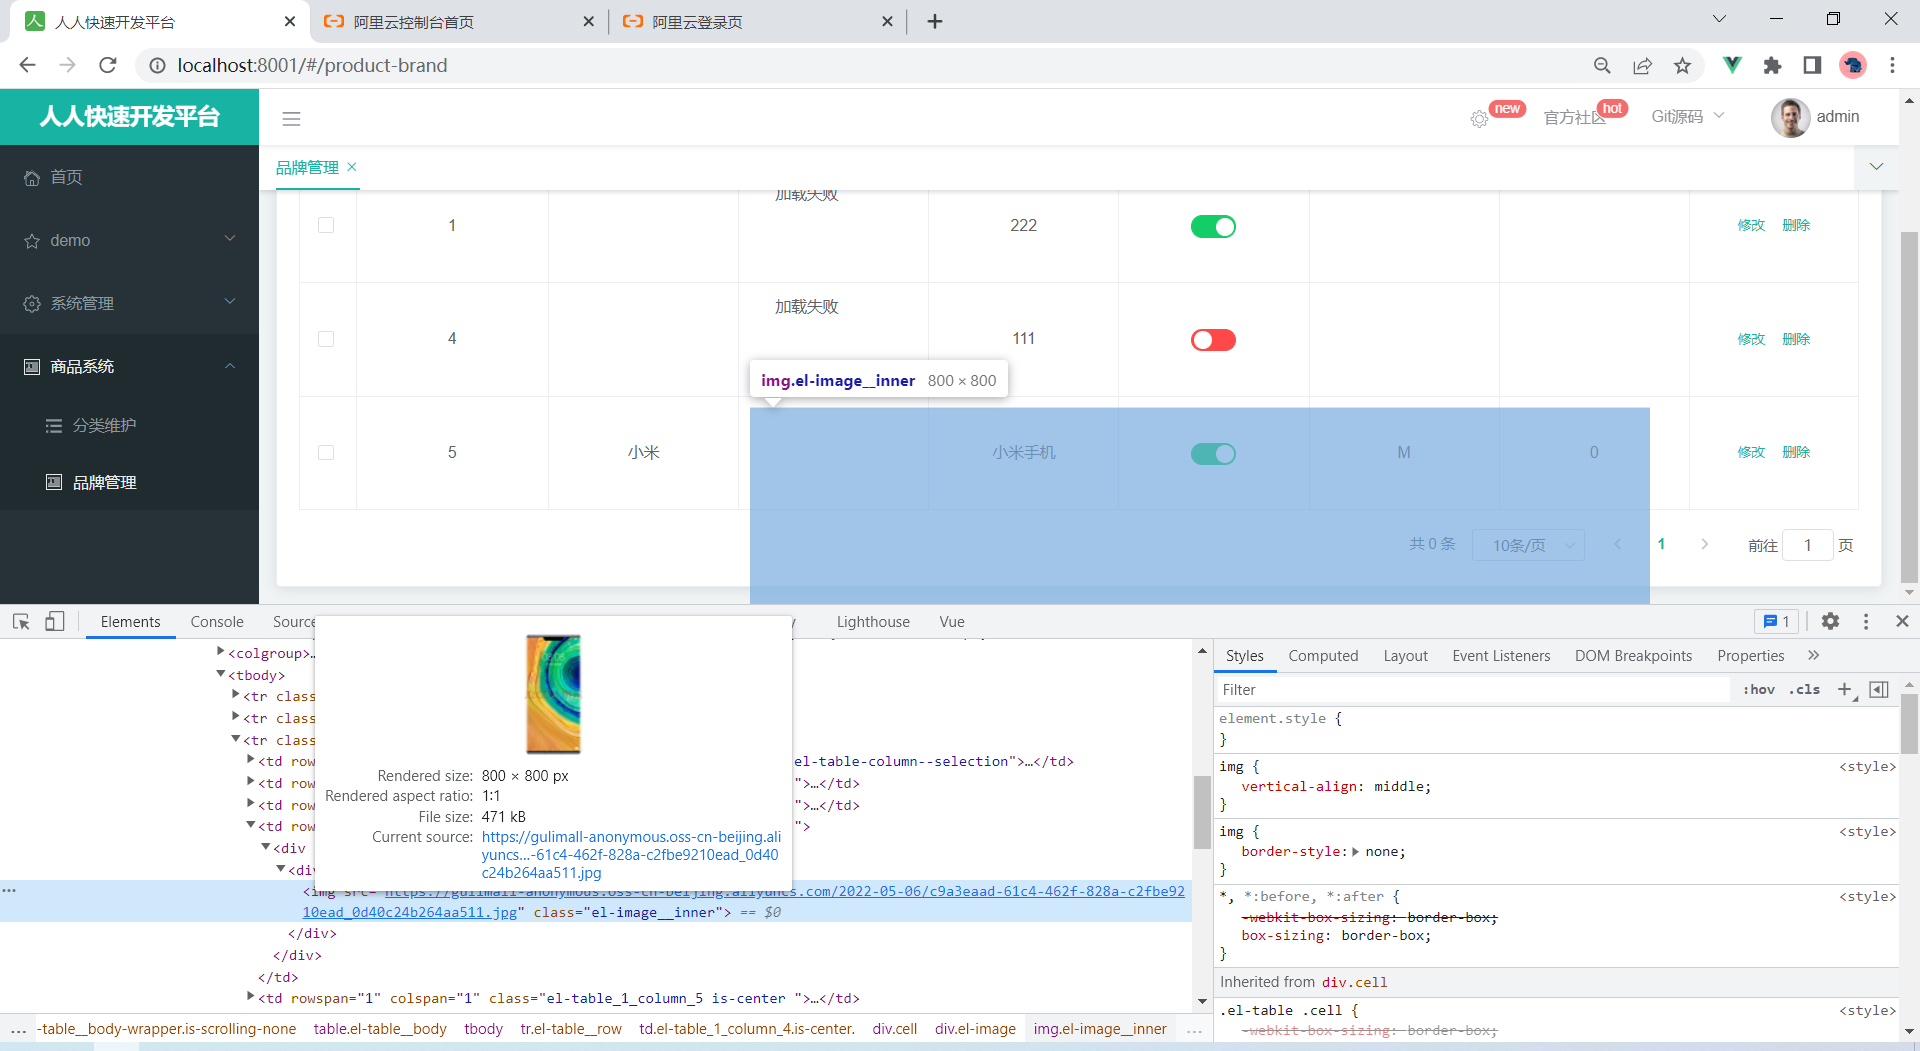 人人快速开发平台
阿里云控制台首页
阿里云登录页
localhost:8001/#/product-brand
人人快速开发平台
new
官方社区
hot
Git源码
admin
首页
demo
系统管理
商品系统
分类维护
品牌管理
品牌管理
加载失败
1
222
修改 删除
加载失败
4
111
修改 删除
img.el-image__inner 800 × 800
5
小米
小米手机
M
0
修改 删除
共 0 条
10条/页
1
前往 1 页
Elements Console Sourc Lighthouse Vue
1
<colgroup>…
<tbody>
<tr class
<tr class
<tr class
<td row el-table-column--selection">…</td>
<td row ">…</td>
<td row ">…</td>
<td row ">
<div
<div
<img src="https://gulimall-anonymous.oss-cn-beijing.aliyuncs.com/2022-05-06/c9a3eaad-61c4-462f-828a-c2fbe92
10ead_0d40c24b264aa511.jpg" class="el-image__inner"> == $0
</div>
</div>
</td>
<td rowspan="1" colspan="1" class="el-table_1_column_5 is-center ">…</td>
Rendered size: 800 × 800 px
Rendered aspect ratio: 1∶1
File size: 471 kB
Current source: https://gulimall-anonymous.oss-cn-beijing.ali
yuncs…-61c4-462f-828a-c2fbe9210ead_0d40
c24b264aa511.jpg
... -table__body-wrapper.is-scrolling-none table.el-table__body tbody tr.el-table__row td.el-table_1_column_4.is-center. div.cell div.el-image img.el-image__inner ...
Styles Computed Layout Event Listeners DOM Breakpoints Properties
Filter
:hov .cls
element.style {
}
img { <style>
vertical-align: middle;
}
img { <style>
border-style: none;
}
*, *:before, *:after { <style>
-webkit-box-sizing: border-box;
box-sizing: border-box;
}
Inherited from div.cell
.el-table .cell { <style>
-webkit-box-sizing: border-box;